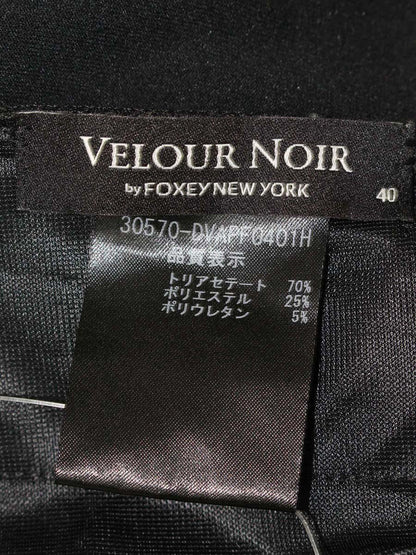 VELOUR NOIR
by FOXEY NEW YORK
40
30570-DVAPF0401H
品質表示
トリアセテート 70%
ポリエステル 25%
ポリウレタン 5%